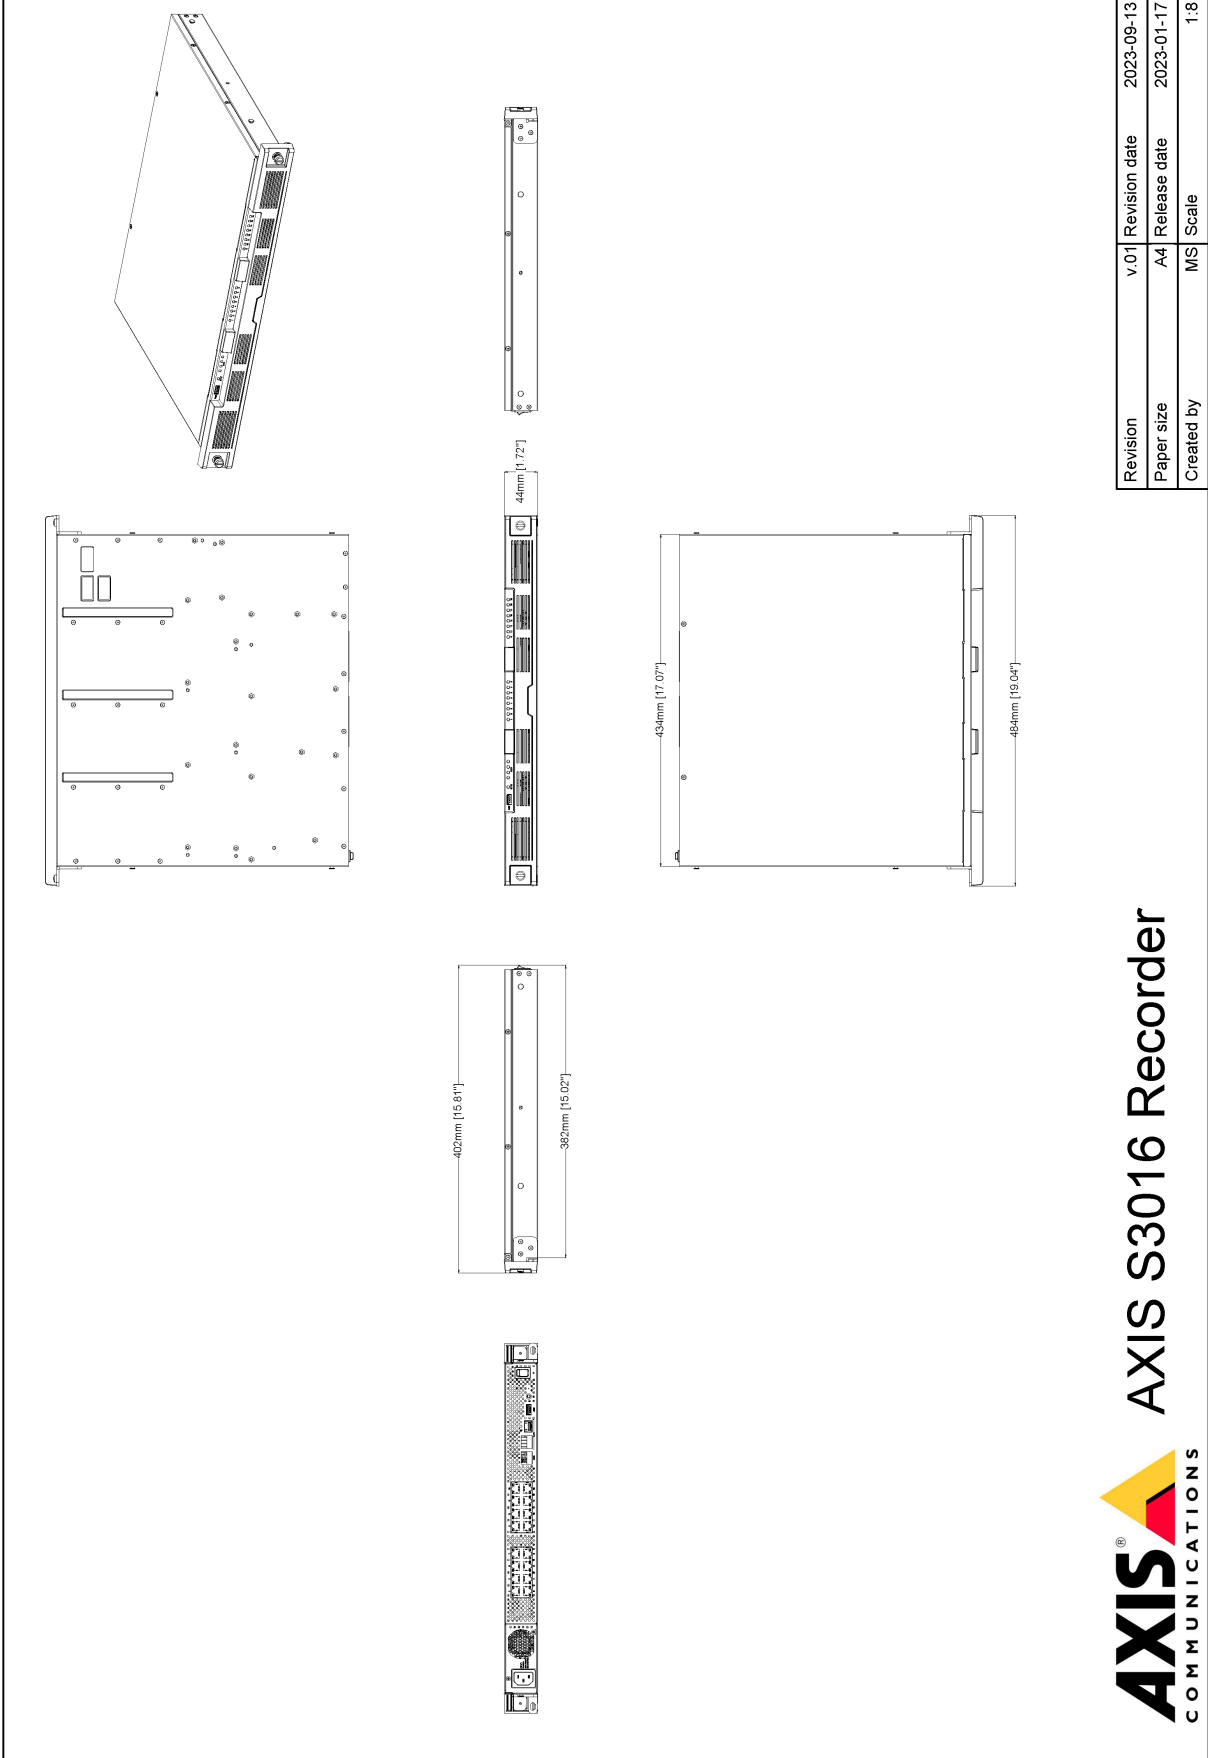 44mm [1.72"]
434mm [17.07"]
484mm [19.04"]
402mm [15.81"]
382mm [15.02"]
AXIS®
COMMUNICATIONS
AXIS S3016 Recorder
Revision v.01 Revision date 2023-09-13
Paper size A4 Release date 2023-01-17
Created by MS Scale 1:8